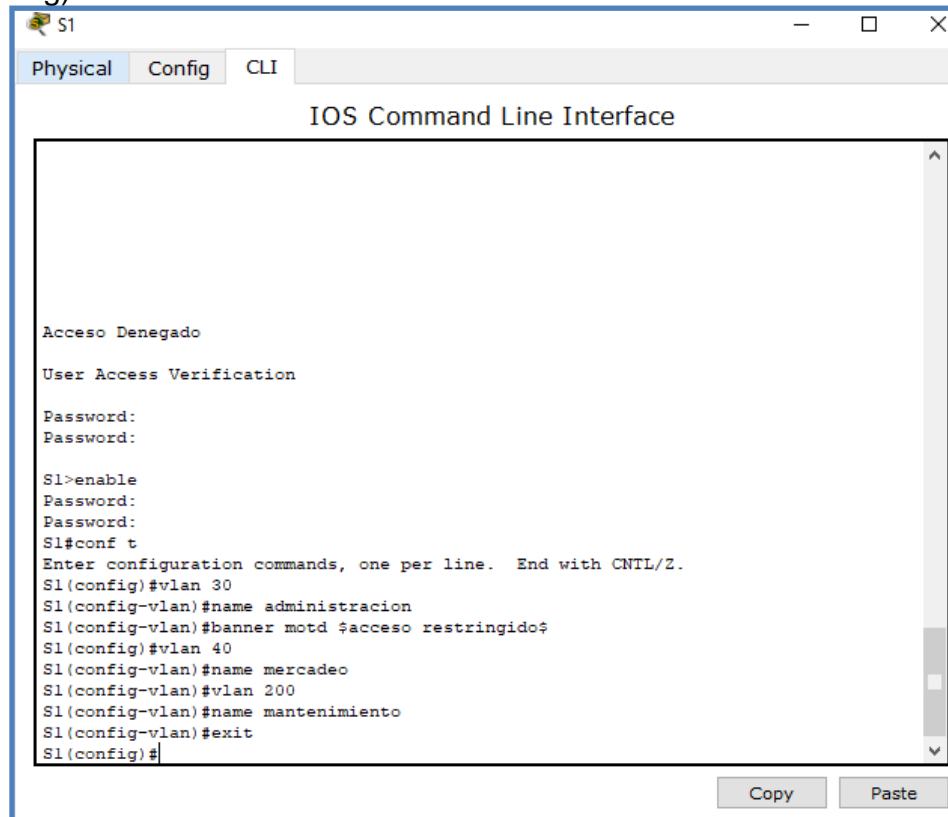 S1
Physical Config CLI
IOS Command Line Interface
Acceso Denegado
User Access Verification
Password:
Password:
S1>enable
Password:
Password:
S1#conf t
Enter configuration commands, one per line.  End with CNTL/Z.
S1(config)#vlan 30
S1(config-vlan)#name administracion
S1(config-vlan)#banner motd $acceso restringido$
S1(config)#vlan 40
S1(config-vlan)#name mercadeo
S1(config-vlan)#vlan 200
S1(config-vlan)#name mantenimiento
S1(config-vlan)#exit
S1(config)#
Copy Paste